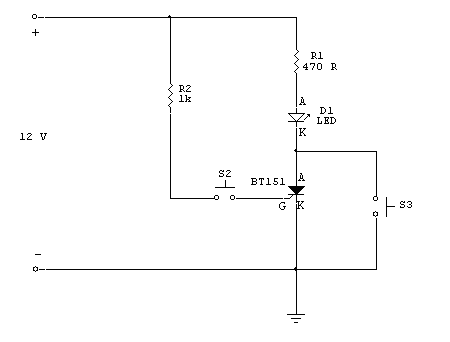 +
R1
470 R
R2
1k
A
D1
LED
K
12 V
S2
BT151
A
G
K
S3
-